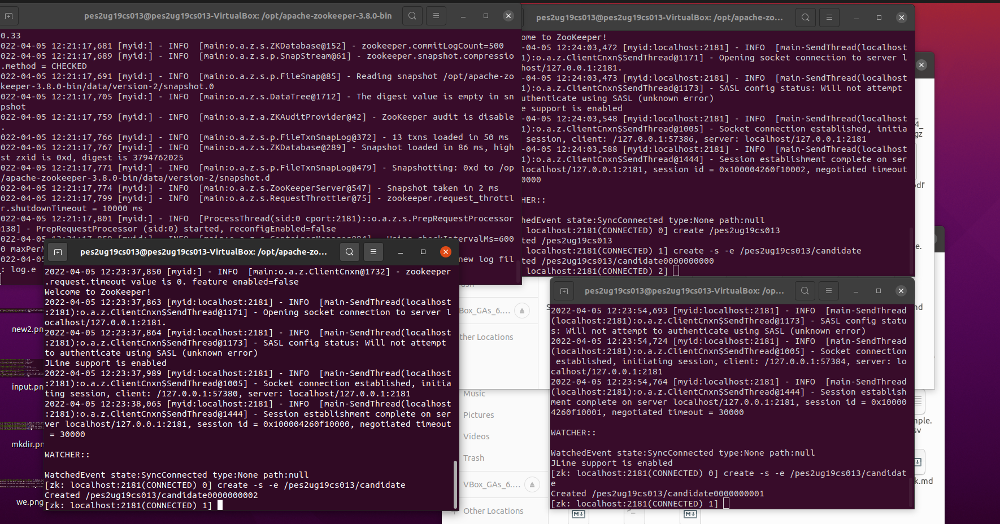 pes2ug19cs013@pes2ug19cs013-VirtualBox: /opt/apache-zookeeper-3.8.0-bin
0.33
022-04-05 12:21:17,681 [myid:] - INFO  [main:o.a.z.s.ZKDatabase@152] - zookeeper.commitLogCount=500
022-04-05 12:21:17,689 [myid:] - INFO  [main:o.a.z.s.p.SnapStream@61] - zookeeper.snapshot.compressio
.method = CHECKED
022-04-05 12:21:17,691 [myid:] - INFO  [main:o.a.z.s.p.FileSnap@85] - Reading snapshot /opt/apache-zo
keeper-3.8.0-bin/data/version-2/snapshot.0
022-04-05 12:21:17,705 [myid:] - INFO  [main:o.a.z.s.DataTree@1712] - The digest value is empty in sn
pshot
022-04-05 12:21:17,759 [myid:] - INFO  [main:o.a.z.a.ZKAuditProvider@42] - ZooKeeper audit is disable
.
022-04-05 12:21:17,766 [myid:] - INFO  [main:o.a.z.s.p.FileTxnSnapLog@372] - 13 txns loaded in 50 ms
022-04-05 12:21:17,767 [myid:] - INFO  [main:o.a.z.s.ZKDatabase@289] - Snapshot loaded in 86 ms, high
st zxid is 0xd, digest is 3794762025
022-04-05 12:21:17,771 [myid:] - INFO  [main:o.a.z.s.p.FileTxnSnapLog@479] - Snapshotting: 0xd to /op
/apache-zookeeper-3.8.0-bin/data/version-2/snapshot.d
022-04-05 12:21:17,774 [myid:] - INFO  [main:o.a.z.s.ZooKeeperServer@547] - Snapshot taken in 2 ms
022-04-05 12:21:17,799 [myid:] - INFO  [main:o.a.z.s.RequestThrottler@75] - zookeeper.request_throttl
r.shutdownTimeout = 10000 ms
022-04-05 12:21:17,801 [myid:] - INFO  [ProcessThread(sid:0 cport:2181)::o.a.z.s.PrepRequestProcessor
138] - PrepRequestProcessor (sid:0) started, reconfigEnabled=false
022-04-05 12:21:17,859 [myid:] - INFO  [main:o.a.z.s.ContainerManager@84] - Using checkIntervalMs=600
0 maxPerM
022-04-05 new log fil
: log.e
pes2ug19cs013@pes2ug19cs013-VirtualBox: /opt/apache-zo...
ome to ZooKeeper!
-04-05 12:24:03,472 [myid:localhost:2181] - INFO  [main-SendThread(localhost
1):o.a.z.ClientCnxn$SendThread@1171] - Opening socket connection to server l
host/127.0.0.1:2181.
-04-05 12:24:03,473 [myid:localhost:2181] - INFO  [main-SendThread(localhost
1):o.a.z.ClientCnxn$SendThread@1173] - SASL config status: Will not attempt
uthenticate using SASL (unknown error)
e support is enabled
-04-05 12:24:03,548 [myid:localhost:2181] - INFO  [main-SendThread(localhost
1):o.a.z.ClientCnxn$SendThread@1005] - Socket connection established, initia
 session, client: /127.0.0.1:57386, server: localhost/127.0.0.1:2181
-04-05 12:24:03,588 [myid:localhost:2181] - INFO  [main-SendThread(localhost
1):o.a.z.ClientCnxn$SendThread@1444] - Session establishment complete on ser
localhost/127.0.0.1:2181, session id = 0x100004260f10002, negotiated timeout
0000
HER::
hedEvent state:SyncConnected type:None path:null
 localhost:2181(CONNECTED) 0] create /pes2ug19cs013
ted /pes2ug19cs013
 localhost:2181(CONNECTED) 1] create -s -e /pes2ug19cs013/candidate
ted /pes2ug19cs013/candidate0000000000
 localhost:2181(CONNECTED) 2]
pes2ug19cs013@pes2ug19cs013-VirtualBox: /opt/apache-zo...
2022-04-05 12:23:37,850 [myid:] - INFO  [main:o.a.z.ClientCnxn@1732] - zookeeper
.request.timeout value is 0. feature enabled=false
Welcome to ZooKeeper!
2022-04-05 12:23:37,863 [myid:localhost:2181] - INFO  [main-SendThread(localhost
:2181):o.a.z.ClientCnxn$SendThread@1171] - Opening socket connection to server l
ocalhost/127.0.0.1:2181.
2022-04-05 12:23:37,864 [myid:localhost:2181] - INFO  [main-SendThread(localhost
:2181):o.a.z.ClientCnxn$SendThread@1173] - SASL config status: Will not attempt
to authenticate using SASL (unknown error)
JLine support is enabled
2022-04-05 12:23:37,989 [myid:localhost:2181] - INFO  [main-SendThread(localhost
:2181):o.a.z.ClientCnxn$SendThread@1005] - Socket connection established, initia
ting session, client: /127.0.0.1:57380, server: localhost/127.0.0.1:2181
2022-04-05 12:23:38,065 [myid:localhost:2181] - INFO  [main-SendThread(localhost
:2181):o.a.z.ClientCnxn$SendThread@1444] - Session establishment complete on ser
ver localhost/127.0.0.1:2181, session id = 0x100004260f10000, negotiated timeout
 = 30000
WATCHER::
WatchedEvent state:SyncConnected type:None path:null
[zk: localhost:2181(CONNECTED) 0] create -s -e /pes2ug19cs013/candidate
Created /pes2ug19cs013/candidate0000000002
[zk: localhost:2181(CONNECTED) 1]
pes2ug19cs013@pes2ug19cs013-VirtualBox: /op...
2022-04-05 12:23:54,693 [myid:localhost:2181] - INFO  [main-SendThread
(localhost:2181):o.a.z.ClientCnxn$SendThread@1173] - SASL config statu
s: Will not attempt to authenticate using SASL (unknown error)
2022-04-05 12:23:54,724 [myid:localhost:2181] - INFO  [main-SendThread
(localhost:2181):o.a.z.ClientCnxn$SendThread@1005] - Socket connection
 established, initiating session, client: /127.0.0.1:57384, server: lo
calhost/127.0.0.1:2181
2022-04-05 12:23:54,764 [myid:localhost:2181] - INFO  [main-SendThread
(localhost:2181):o.a.z.ClientCnxn$SendThread@1444] - Session establish
ment complete on server localhost/127.0.0.1:2181, session id = 0x10000
4260f10001, negotiated timeout = 30000
WATCHER::
WatchedEvent state:SyncConnected type:None path:null
JLine support is enabled
[zk: localhost:2181(CONNECTED) 0] create -s -e /pes2ug19cs013/candidat
e
Created /pes2ug19cs013/candidate0000000001
[zk: localhost:2181(CONNECTED) 1]
new2.pn
input.pn
mkdir.pn
we.png
Box_GAs_6....
ther Locations
Music
Pictures
Videos
Trash
VBox_GAs_6....
Other Locations
4_
gz
df
e.
nd
nple.
sv
k.md